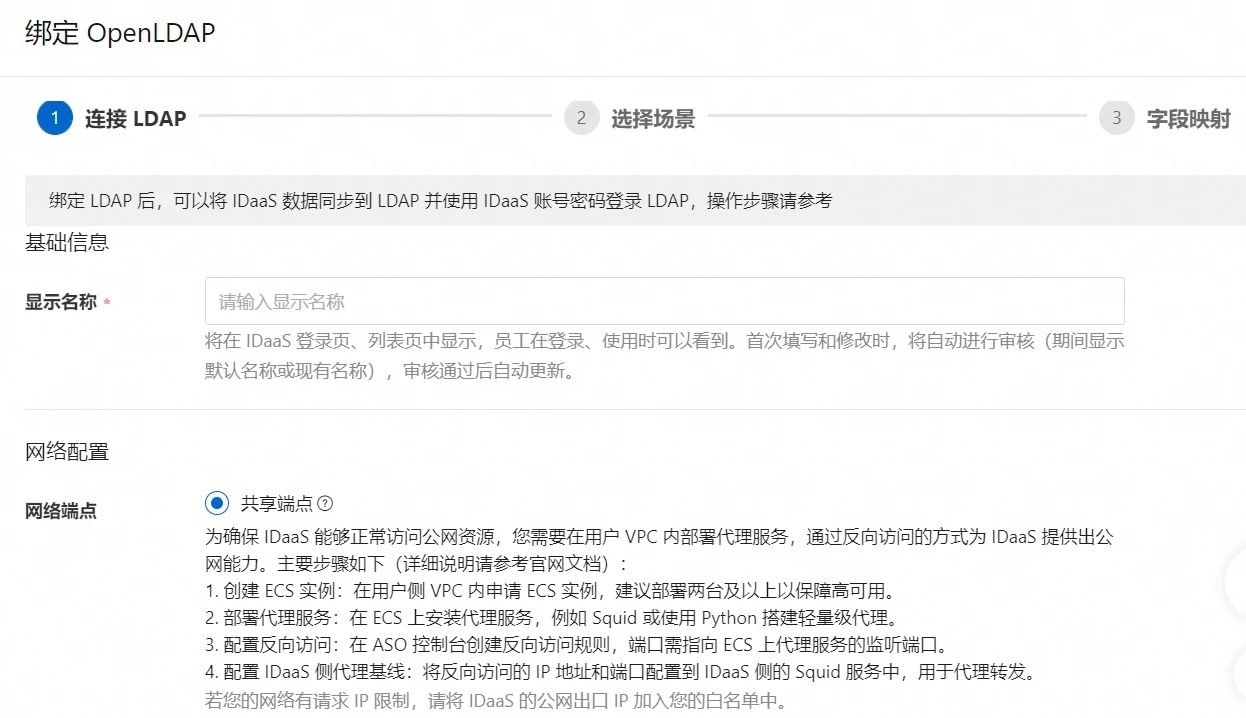 绑定 OpenLDAP
1 连接 LDAP 2 选择场景 3 字段映射
绑定 LDAP 后，可以将 IDaaS 数据同步到 LDAP 并使用 IDaaS 账号密码登录 LDAP，操作步骤请参考
基础信息
显示名称 * 请输入显示名称
将在 IDaaS 登录页、列表页中显示，员工在登录、使用时可以看到。首次填写和修改时，将自动进行审核（期间显示
默认名称或现有名称），审核通过后自动更新。
网络配置
网络端点 共享端点 ?
为确保 IDaaS 能够正常访问公网资源，您需要在用户 VPC 内部署代理服务，通过反向访问的方式为 IDaaS 提供出公
网能力。主要步骤如下（详细说明请参考官网文档）：
1. 创建 ECS 实例：在用户侧 VPC 内申请 ECS 实例，建议部署两台及以上以保障高可用。
2. 部署代理服务：在 ECS 上安装代理服务，例如 Squid 或使用 Python 搭建轻量级代理。
3. 配置反向访问：在 ASO 控制台创建反向访问规则，端口需指向 ECS 上代理服务的监听端口。
4. 配置 IDaaS 侧代理基线：将反向访问的 IP 地址和端口配置到 IDaaS 侧的 Squid 服务中，用于代理转发。
若您的网络有请求 IP 限制，请将 IDaaS 的公网出口 IP 加入您的白名单中。